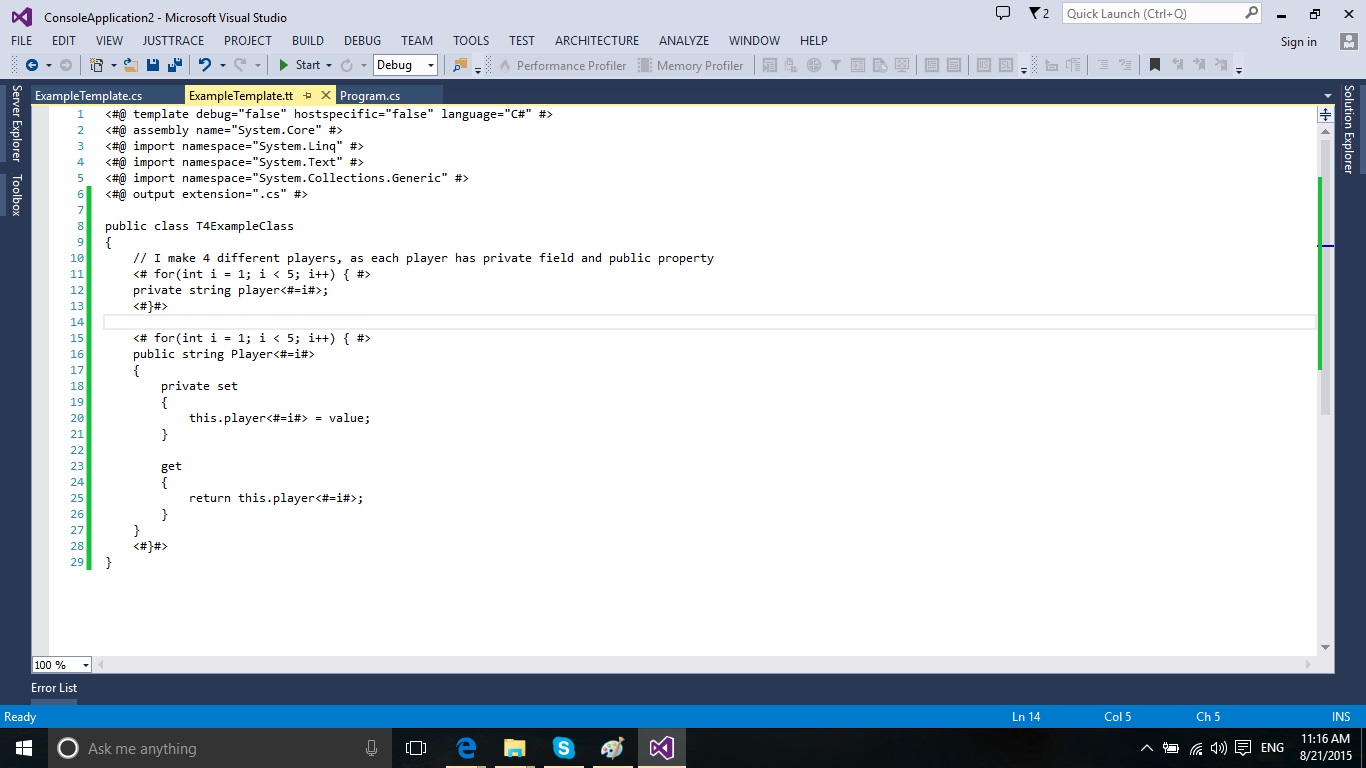 ConsoleApplication2 - Microsoft Visual Studio
2
Quick Launch (Ctrl+Q)
FILE EDIT VIEW JUSTTRACE PROJECT BUILD DEBUG TEAM TOOLS TEST ARCHITECTURE ANALYZE WINDOW HELP
Sign in
Start Debug Performance Profiler Memory Profiler
Server Explorer
Toolbox
Solution Explorer
ExampleTemplate.cs ExampleTemplate.tt Program.cs
1 <#@ template debug="false" hostspecific="false" language="C#" #>
2 <#@ assembly name="System.Core" #>
3 <#@ import namespace="System.Linq" #>
4 <#@ import namespace="System.Text" #>
5 <#@ import namespace="System.Collections.Generic" #>
6 <#@ output extension=".cs" #>
7
8 public class T4ExampleClass
9 {
10     // I make 4 different players, as each player has private field and public property
11     <# for(int i = 1; i < 5; i++) { #>
12     private string player<#=i#>;
13     <#}#>
14
15     <# for(int i = 1; i < 5; i++) { #>
16     public string Player<#=i#>
17     {
18         private set
19         {
20             this.player<#=i#> = value;
21         }
22
23         get
24         {
25             return this.player<#=i#>;
26         }
27     }
28     <#}#>
29 }
100 %
Error List
Ready Ln 14 Col 5 Ch 5 INS
Ask me anything
ENG
11:16 AM
8/21/2015